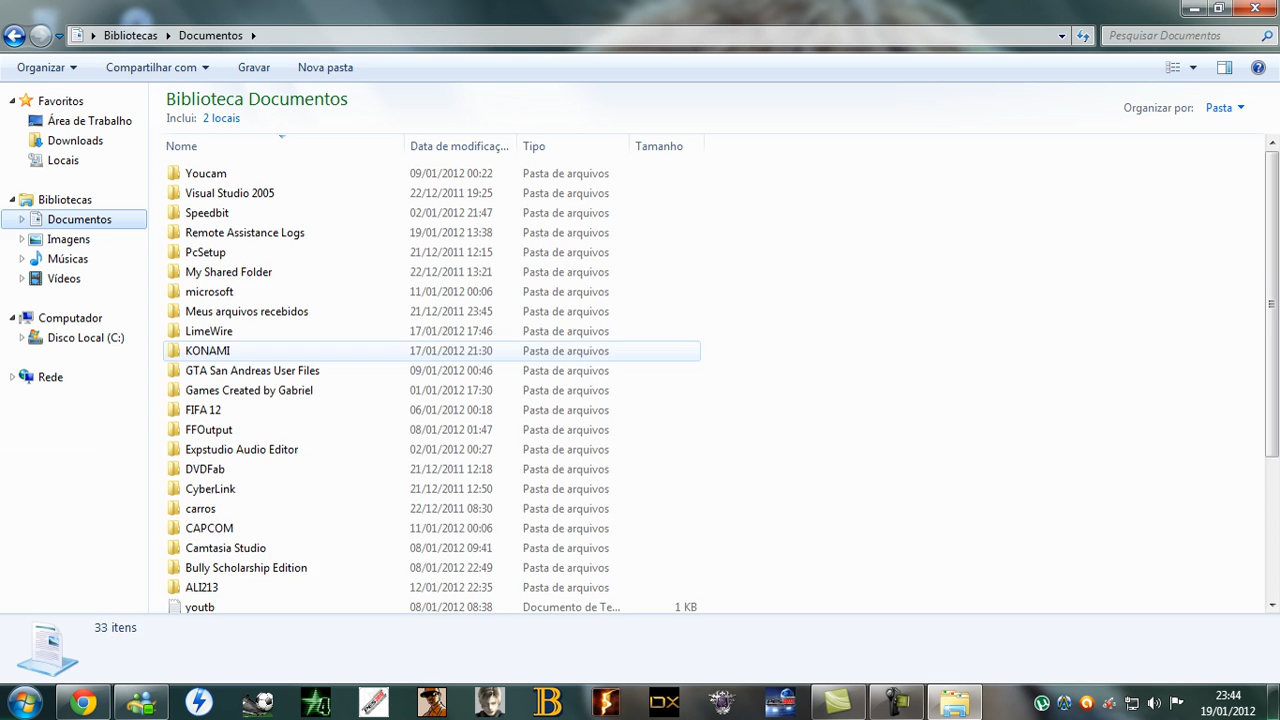 Bibliotecas Documentos
Pesquisar Documentos
Organizar Compartilhar com Gravar Nova pasta
Favoritos
Área de Trabalho
Downloads
Locais
Bibliotecas
Documentos
Imagens
Músicas
Vídeos
Computador
Disco Local (C:)
Rede
Biblioteca Documentos
Inclui: 2 locais
Organizar por: Pasta
Nome Data de modificaç... Tipo Tamanho
Youcam 09/01/2012 00:22 Pasta de arquivos
Visual Studio 2005 22/12/2011 19:25 Pasta de arquivos
Speedbit 02/01/2012 21:47 Pasta de arquivos
Remote Assistance Logs 19/01/2012 13:38 Pasta de arquivos
PcSetup 21/12/2011 12:15 Pasta de arquivos
My Shared Folder 22/12/2011 13:21 Pasta de arquivos
microsoft 11/01/2012 00:06 Pasta de arquivos
Meus arquivos recebidos 21/12/2011 23:45 Pasta de arquivos
LimeWire 17/01/2012 17:46 Pasta de arquivos
KONAMI 17/01/2012 21:30 Pasta de arquivos
GTA San Andreas User Files 09/01/2012 00:46 Pasta de arquivos
Games Created by Gabriel 01/01/2012 17:30 Pasta de arquivos
FIFA 12 06/01/2012 00:18 Pasta de arquivos
FFOutput 08/01/2012 01:47 Pasta de arquivos
Expstudio Audio Editor 02/01/2012 00:27 Pasta de arquivos
DVDFab 21/12/2011 12:18 Pasta de arquivos
CyberLink 21/12/2011 12:50 Pasta de arquivos
carros 22/12/2011 08:30 Pasta de arquivos
CAPCOM 11/01/2012 00:06 Pasta de arquivos
Camtasia Studio 08/01/2012 09:41 Pasta de arquivos
Bully Scholarship Edition 08/01/2012 22:49 Pasta de arquivos
ALI213 12/01/2012 22:35 Pasta de arquivos
youtb 08/01/2012 08:38 Documento de Te... 1 KB
33 itens
B
DX
23:44
19/01/2012